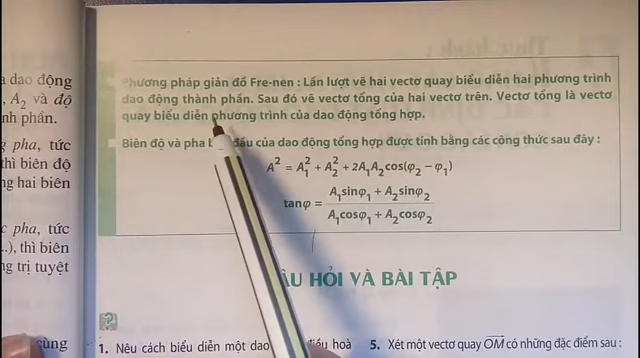 a dao động
, A₂ và độ
nh phần.
g pha, tức
thì biên độ
ng hai biên
c pha, tức
..), thì biên
ng trị tuyệt
cùng
Phương pháp giản đồ Fre-nen : Lần lượt vẽ hai vectơ quay biểu diễn hai phương trình
dao động thành phần. Sau đó vẽ vectơ tổng của hai vectơ trên. Vectơ tổng là vectơ
quay biểu diễn phương trình của dao động tổng hợp.
Biên độ và pha b đầu của dao động tổng hợp được tính bằng các công thức sau đây :
A² = A₁² + A₂² + 2A₁A₂cos(φ₂ – φ₁)
tanφ = (A₁sinφ₁ + A₂sinφ₂) / (A₁cosφ₁ + A₂cosφ₂)
ÂU HỎI VÀ BÀI TẬP
?
1. Nêu cách biểu diễn một dao điều hoà
5. Xét một vectơ quay OM⃗ có những đặc điểm sau :